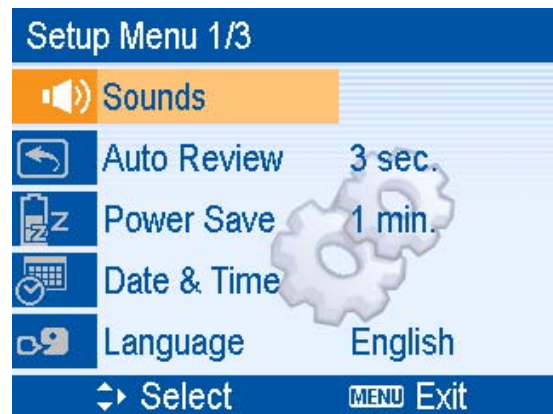 Setup Menu 1/3
Sounds
Auto Review 3 sec.
Power Save 1 min.
Date & Time
Language English
Select MENU Exit